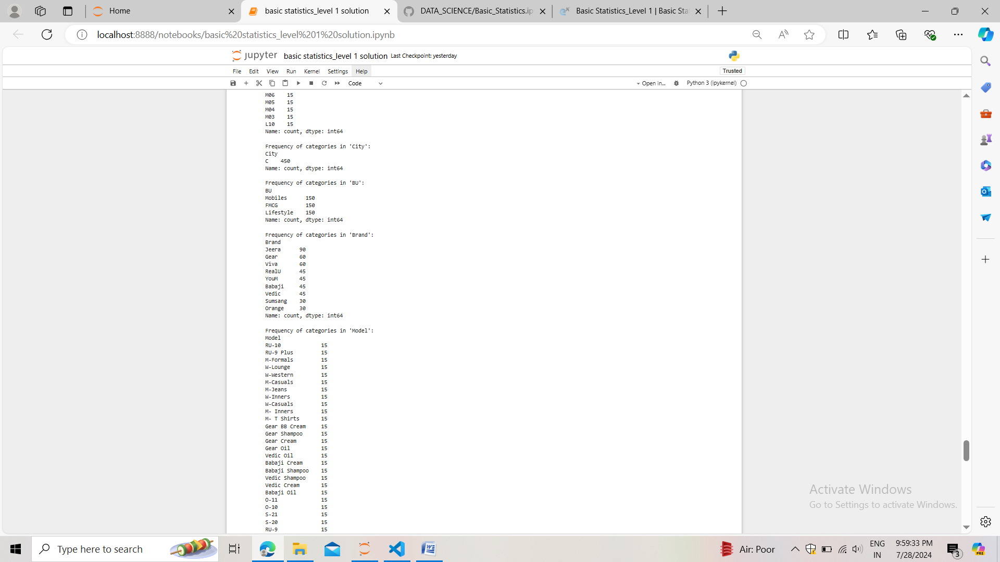 Home
basic statistics_level 1 solution
DATA_SCIENCE/Basic_Statistics.ip
Basic Statistics_Level 1 | Basic Sta
localhost:8888/notebooks/basic%20statistics_level%201%20solution.ipynb
jupyter basic statistics_level 1 solution Last Checkpoint: yesterday
File Edit View Run Kernel Settings Help
Trusted
Code
Open in...
Python 3 (ipykernel)
M06 15
M05 15
M04 15
M03 15
L10 15
Name: count, dtype: int64
Frequency of categories in 'City':
City
C 450
Name: count, dtype: int64
Frequency of categories in 'BU':
BU
Mobiles 150
FMCG 150
Lifestyle 150
Name: count, dtype: int64
Frequency of categories in 'Brand':
Brand
Jeera 90
Gear 60
Viva 60
RealU 45
YouM 45
Babaji 45
Vedic 45
Sumsang 30
Orange 30
Name: count, dtype: int64
Frequency of categories in 'Model':
Model
RU-10 15
RU-9 Plus 15
M-Formals 15
W-Lounge 15
W-Western 15
M-Casuals 15
M-Jeans 15
W-Inners 15
W-Casuals 15
M- Inners 15
M- T Shirts 15
Gear BB Cream 15
Gear Shampoo 15
Gear Cream 15
Gear Oil 15
Vedic Oil 15
Babaji Cream 15
Babaji Shampoo 15
Vedic Shampoo 15
Vedic Cream 15
Babaji Oil 15
O-11 15
O-10 15
S-21 15
S-20 15
RU-9 15
Activate Windows
Go to Settings to activate Windows.
Type here to search
Air: Poor
ENG
IN
9:59:33 PM
7/28/2024
3
PRE